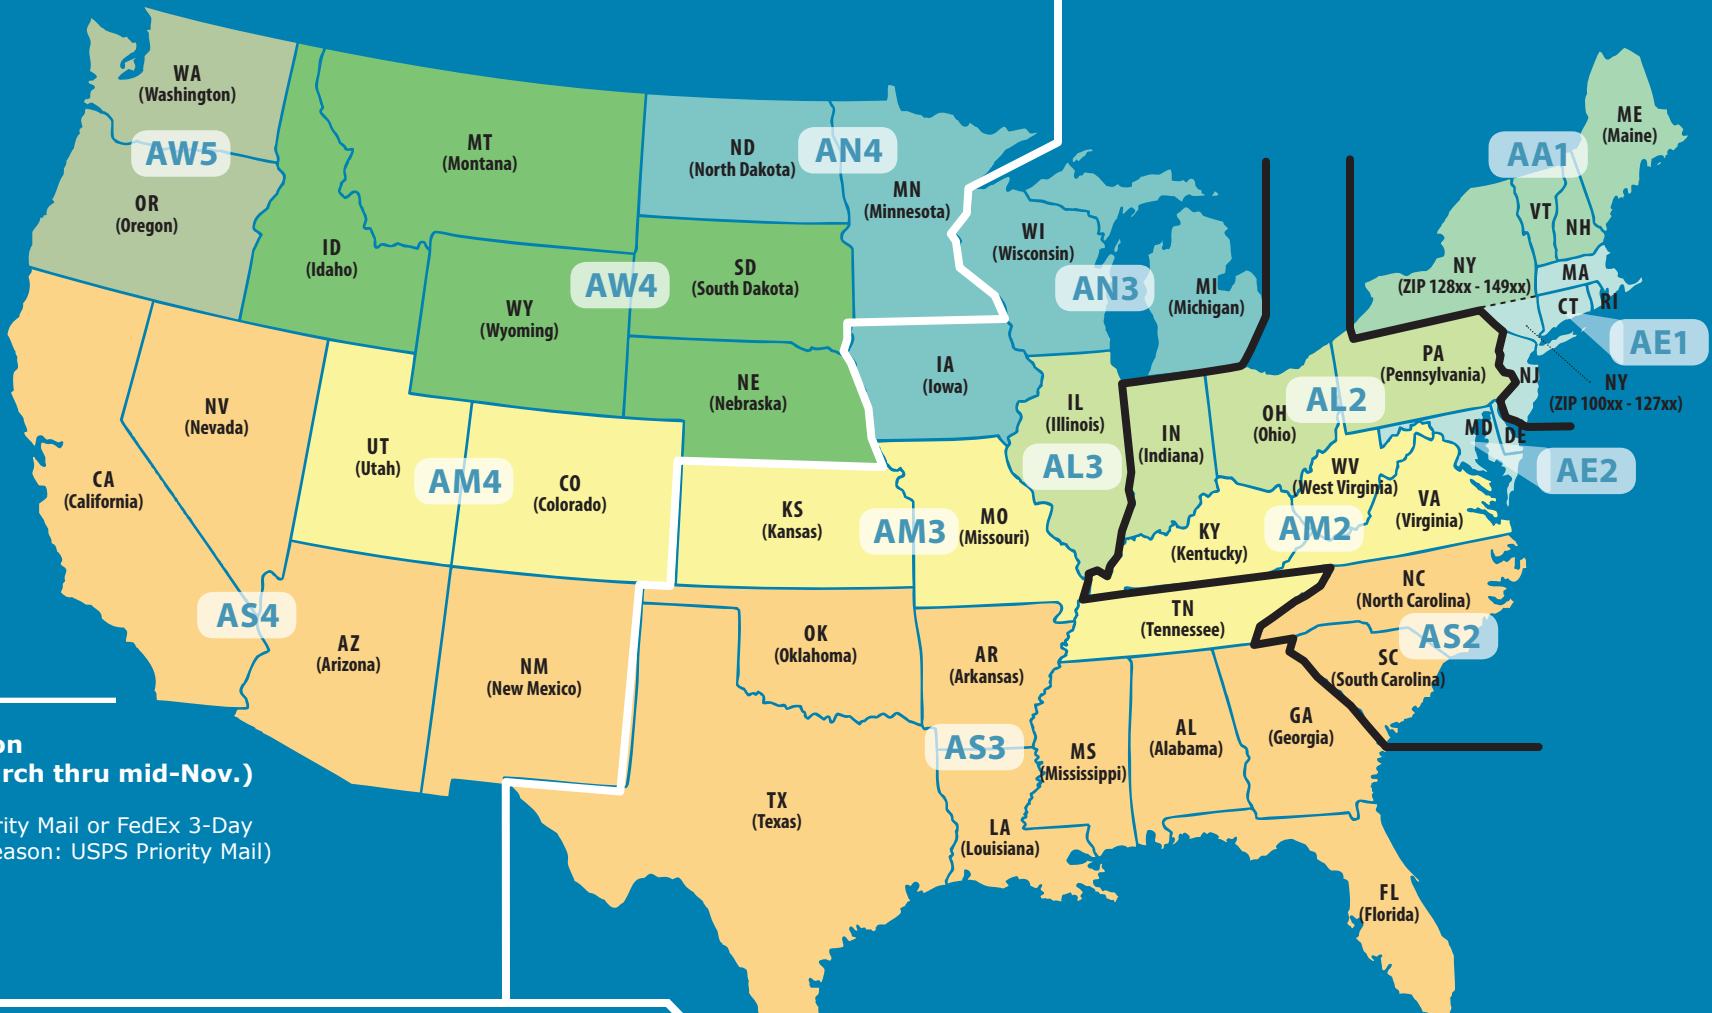 WA
(Washington)
AW5
OR
(Oregon)
ID
(Idaho)
MT
(Montana)
WY
(Wyoming)
AW4
ND
(North Dakota)
AN4
MN
(Minnesota)
SD
(South Dakota)
NE
(Nebraska)
WI
(Wisconsin)
AN3
MI
(Michigan)
IA
(Iowa)
IL
(Illinois)
AL3
IN
(Indiana)
OH
(Ohio)
AL2
PA
(Pennsylvania)
NY
(ZIP 128xx - 149xx)
AA1
ME
(Maine)
VT
NH
MA
CT
RI
AE1
NJ
NY
(ZIP 100xx - 127xx)
MD
DE
AE2
WV
(West Virginia)
VA
(Virginia)
AM2
KY
(Kentucky)
NV
(Nevada)
CA
(California)
UT
(Utah)
AM4
CO
(Colorado)
KS
(Kansas)
AM3
MO
(Missouri)
AS4
AZ
(Arizona)
NM
(New Mexico)
OK
(Oklahoma)
AR
(Arkansas)
TN
(Tennessee)
NC
(North Carolina)
AS2
SC
(South Carolina)
GA
(Georgia)
AL
(Alabama)
MS
(Mississippi)
AS3
TX
(Texas)
LA
(Louisiana)
FL
(Florida)
on
rch thru mid-Nov.)
rity Mail or FedEx 3-Day
eason: USPS Priority Mail)